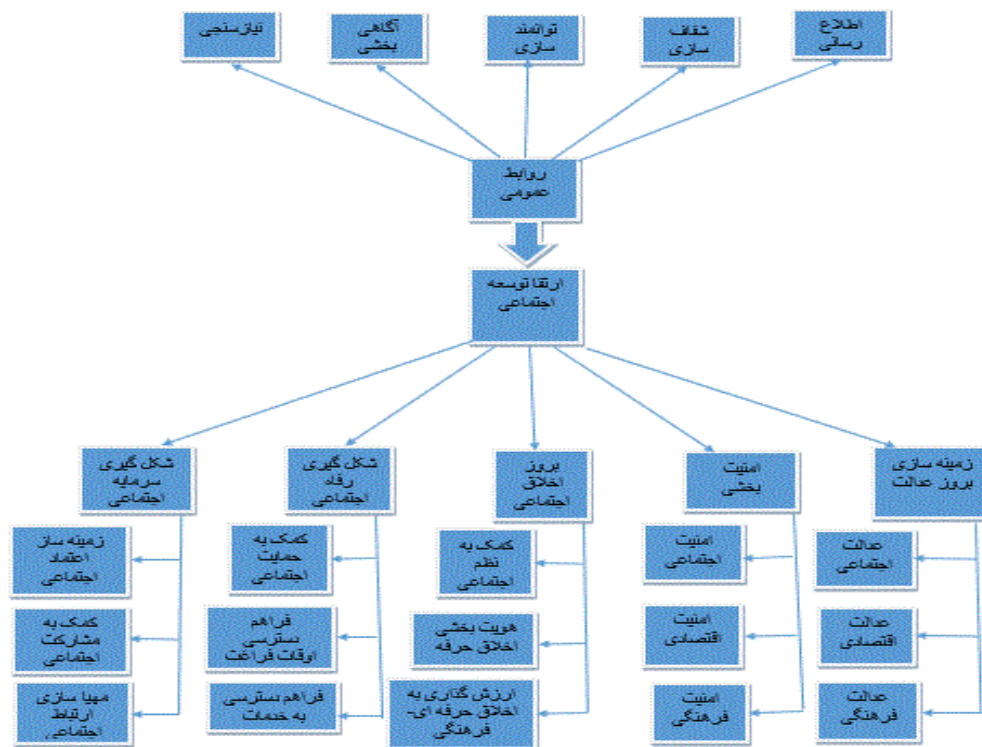 اطلاع
رسانی
شفاف
سازی
توانمند
سازی
آگاهی
بخشی
نیازسنجی
روابط
عمومی
ارتقا توسعه
اجتماعی
زمینه سازی
بروز عدالت
عدالت
اجتماعی
عدالت
اقتصادی
عدالت
فرهنگی
امنیت
بخشی
امنیت
اجتماعی
امنیت
اقتصادی
امنیت
فرهنگی
بروز
اخلاق
اجتماعی
کمک به
نظم
اجتماعی
هویت بخشی
اخلاق حرفه
ارزش گذاری به
اخلاق حرفه ای-
فرهنگی
شکل گیری
رفاه
اجتماعی
کمک به
حمایت
اجتماعی
فراهم
دسترسی
اوقات فراغت
فراهم دسترسی
به خدمات
شکل گیری
سرمایه
اجتماعی
زمینه ساز
اعتماد
اجتماعی
کمک به
مشارکت
اجتماعی
مهیا سازی
ارتباط
اجتماعی